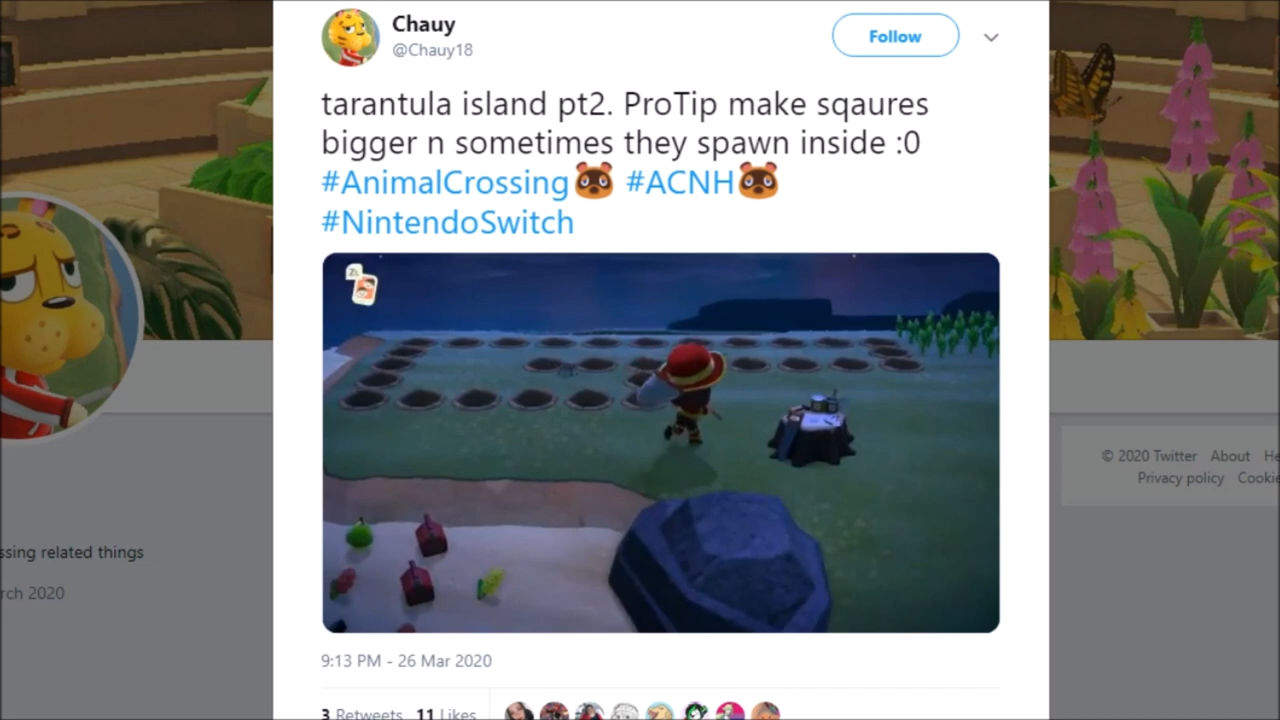 Chauy
@Chauy18
Follow
tarantula island pt2. ProTip make sqaures
bigger n sometimes they spawn inside :0
#AnimalCrossing #ACNH
#NintendoSwitch
ZL
9:13 PM - 26 Mar 2020
3 Retweets 11 Likes
ssing related things
rch 2020
© 2020 Twitter About He
Privacy policy Cookie